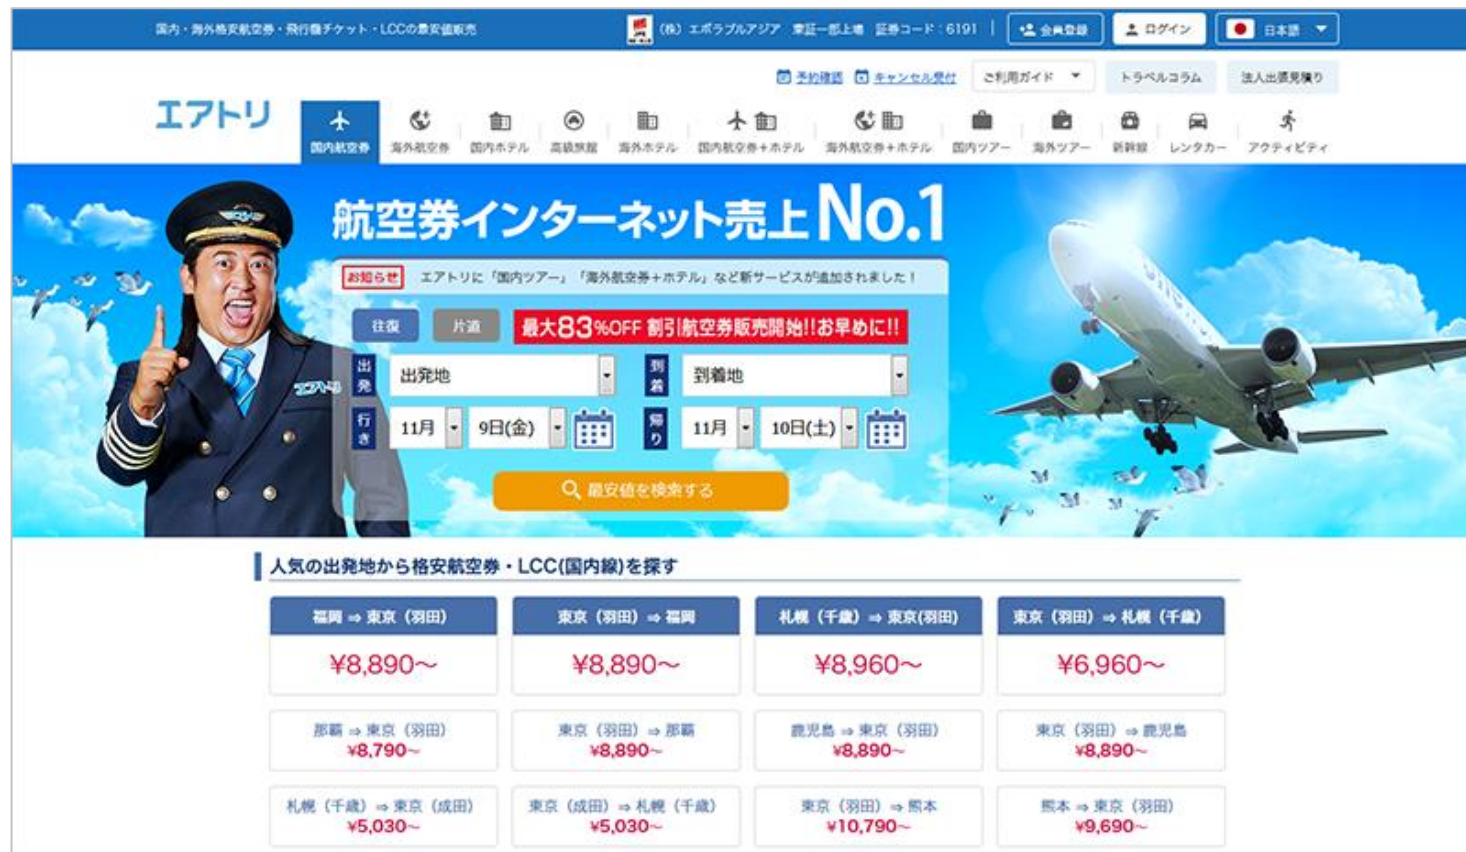 国内・海外格安航空券・飛行機チケット・LCCの最安値販売
(株) エボラブルアジア 東証一部上場 証券コード：6191
会員登録
ログイン
日本語
予約確認
キャンセル受付
ご利用ガイド
トラベルコラム
法人出張見積り
エアトリ
国内航空券
海外航空券
国内ホテル
高級旅館
海外ホテル
国内航空券+ホテル
海外航空券+ホテル
国内ツアー
海外ツアー
新幹線
レンタカー
アクティビティ
航空券インターネット売上No.1
お知らせ エアトリに「国内ツアー」「海外航空券+ホテル」など新サービスが追加されました！
往復
片道
最大83%OFF 割引航空券販売開始!!お早めに!!
出発
出発地
到着
到着地
エアトリ
行き
11月
9日(金)
帰り
11月
10日(土)
最安値を検索する
人気の出発地から格安航空券・LCC(国内線)を探す
福岡 ⇒ 東京（羽田）
東京（羽田）⇒ 福岡
札幌（千歳）⇒ 東京(羽田)
東京（羽田）⇒ 札幌（千歳）
¥8,890～
¥8,890～
¥8,960～
¥6,960～
那覇 ⇒ 東京（羽田）
¥8,790～
東京（羽田）⇒ 那覇
¥8,890～
鹿児島 ⇒ 東京（羽田）
¥8,890～
東京（羽田）⇒ 鹿児島
¥8,890～
札幌（千歳）⇒ 東京（成田）
¥5,030～
東京（成田）⇒ 札幌（千歳）
¥5,030～
東京（羽田）⇒ 熊本
¥10,790～
熊本 ⇒ 東京（羽田）
¥9,690～